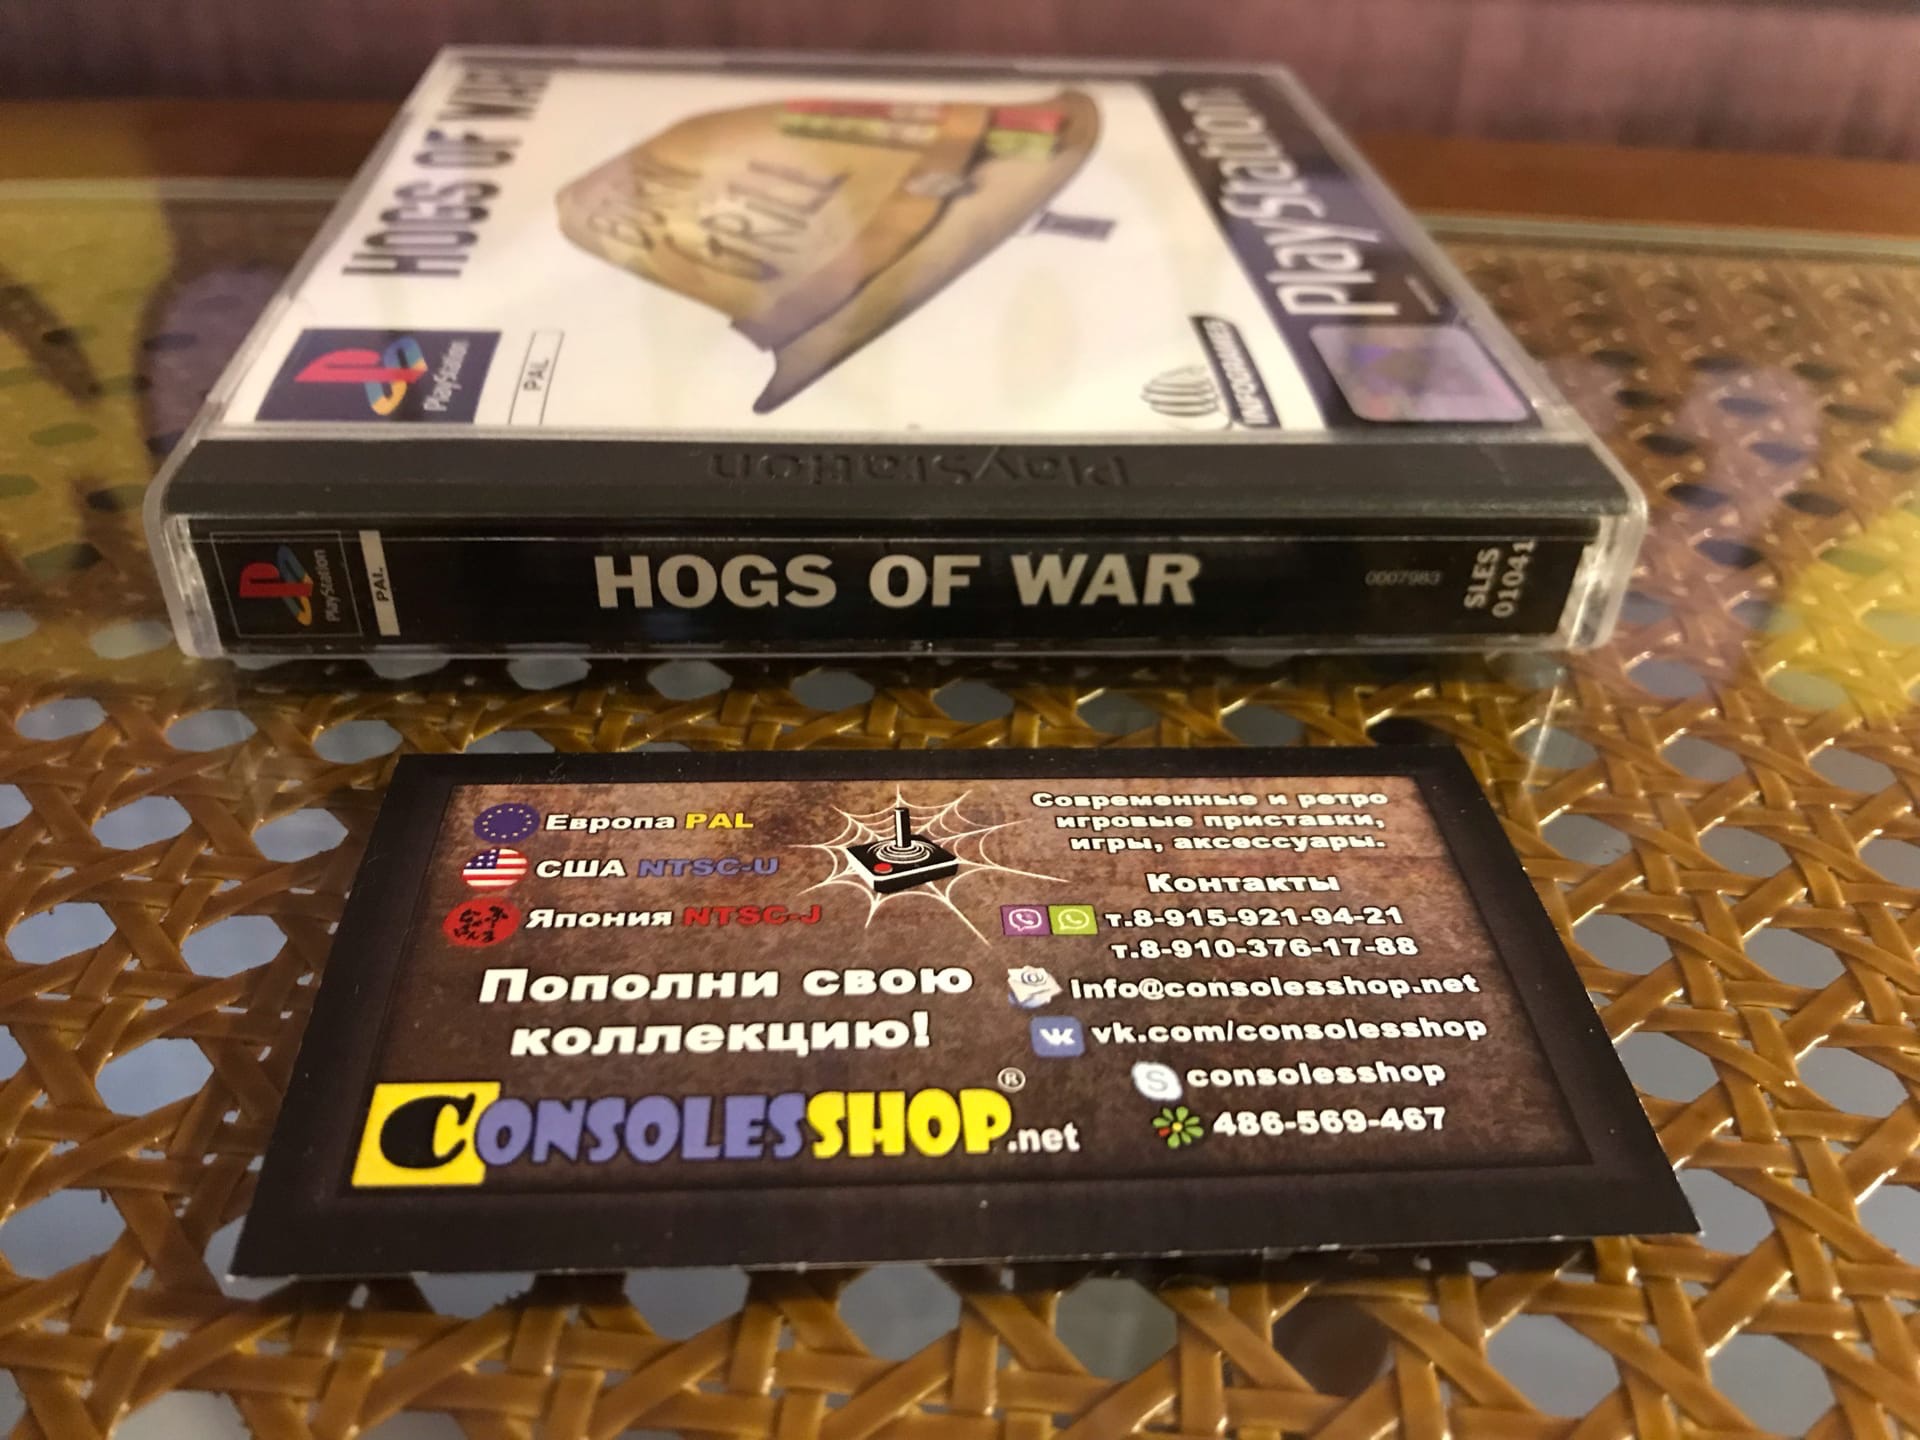 HOGS OF WAR
BORN
GRILL
PlayStation
PlayStation
PAL
INFOGRAMES
PlayStation
PlayStation
PAL
HOGS OF WAR
0007983
SLES
01041
Европа PAL
США NTSC-U
Япония NTSC-J
Пополни свою
коллекцию!
CONSOLESSHOP.net
®
Современные и ретро
игровые приставки,
игры, аксессуары.
Контакты
т.8-915-921-94-21
т.8-910-376-17-88
info@consolesshop.net
vk.com/consolesshop
consolesshop
486-569-467